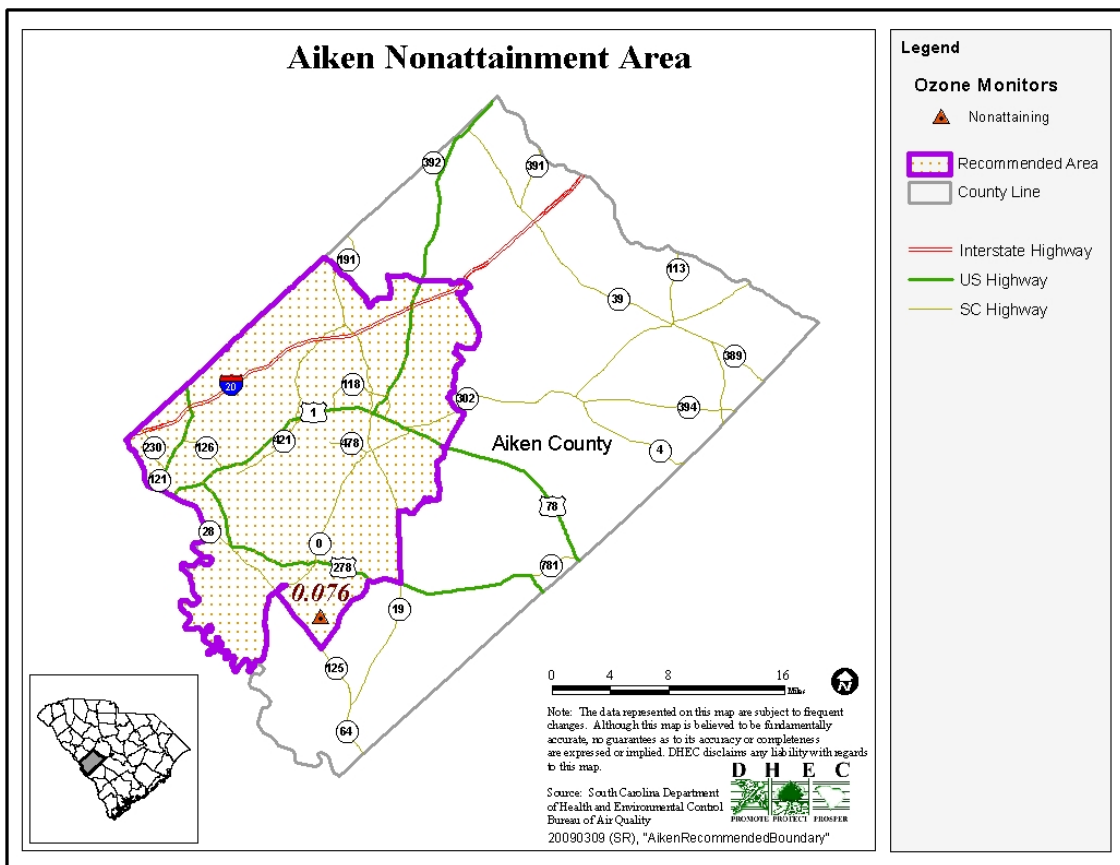 Aiken Nonattainment Area
392
391
191
113
39
389
20
118
302
1
394
230
126
421
478
Aiken County
4
121
78
28
0
781
278
0.076
19
125
64
0 4 8 16
Miles
N
Note: The data represented on this map are subject to frequent
changes. Although this map is believed to be fundamentally
accurate, no guarantees as to its accuracy or completeness
are expressed or implied. DHEC disclaims any liability with regards
to this map.
D H E C
PROMOTE PROTECT PROSPER
Source: South Carolina Department
of Health and Environmental Control
Bureau of Air Quality
20090309 (SR), "AikenRecommendedBoundary"
Legend
Ozone Monitors
Nonattaining
Recommended Area
County Line
Interstate Highway
US Highway
SC Highway